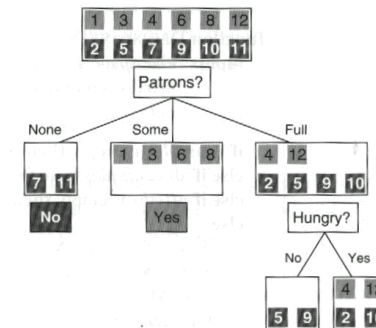 1 3 4 6 8 12
2 5 7 9 10 11
Patrons?
None Some Full
1 3 6 8 4 12
7 11 2 5 9 10
No Yes Hungry?
No Yes
4
5 9 2